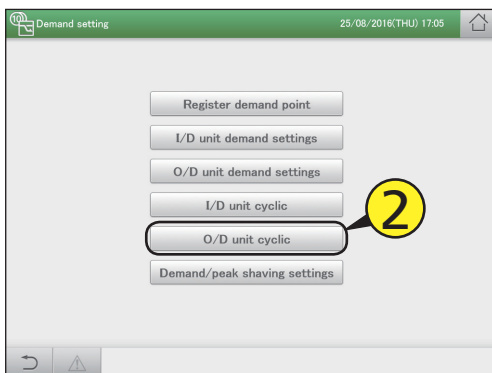 Demand setting
25/08/2016(THU) 17:05
Register demand point
I/D unit demand settings
O/D unit demand settings
I/D unit cyclic
O/D unit cyclic
2
Demand/peak shaving settings